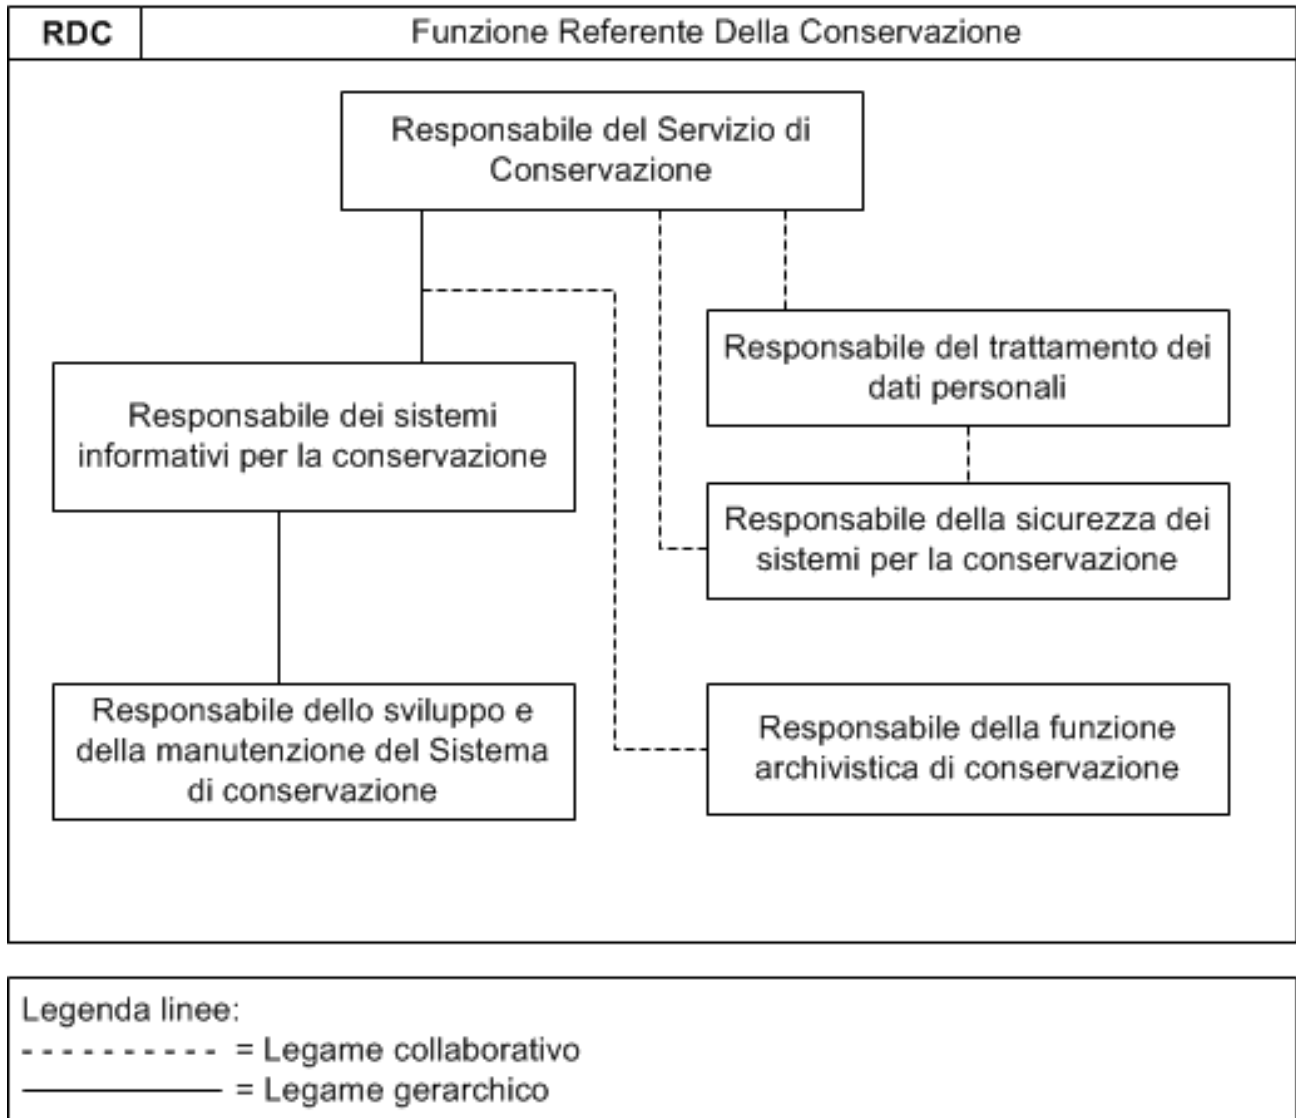 RDC
Funzione Referente Della Conservazione
Responsabile del Servizio di
Conservazione
Responsabile del trattamento dei
dati personali
Responsabile dei sistemi
informativi per la conservazione
Responsabile della sicurezza dei
sistemi per la conservazione
Responsabile dello sviluppo e
della manutenzione del Sistema
di conservazione
Responsabile della funzione
archivistica di conservazione
Legenda linee:
- - - - - - - - - - = Legame collaborativo
= Legame gerarchico